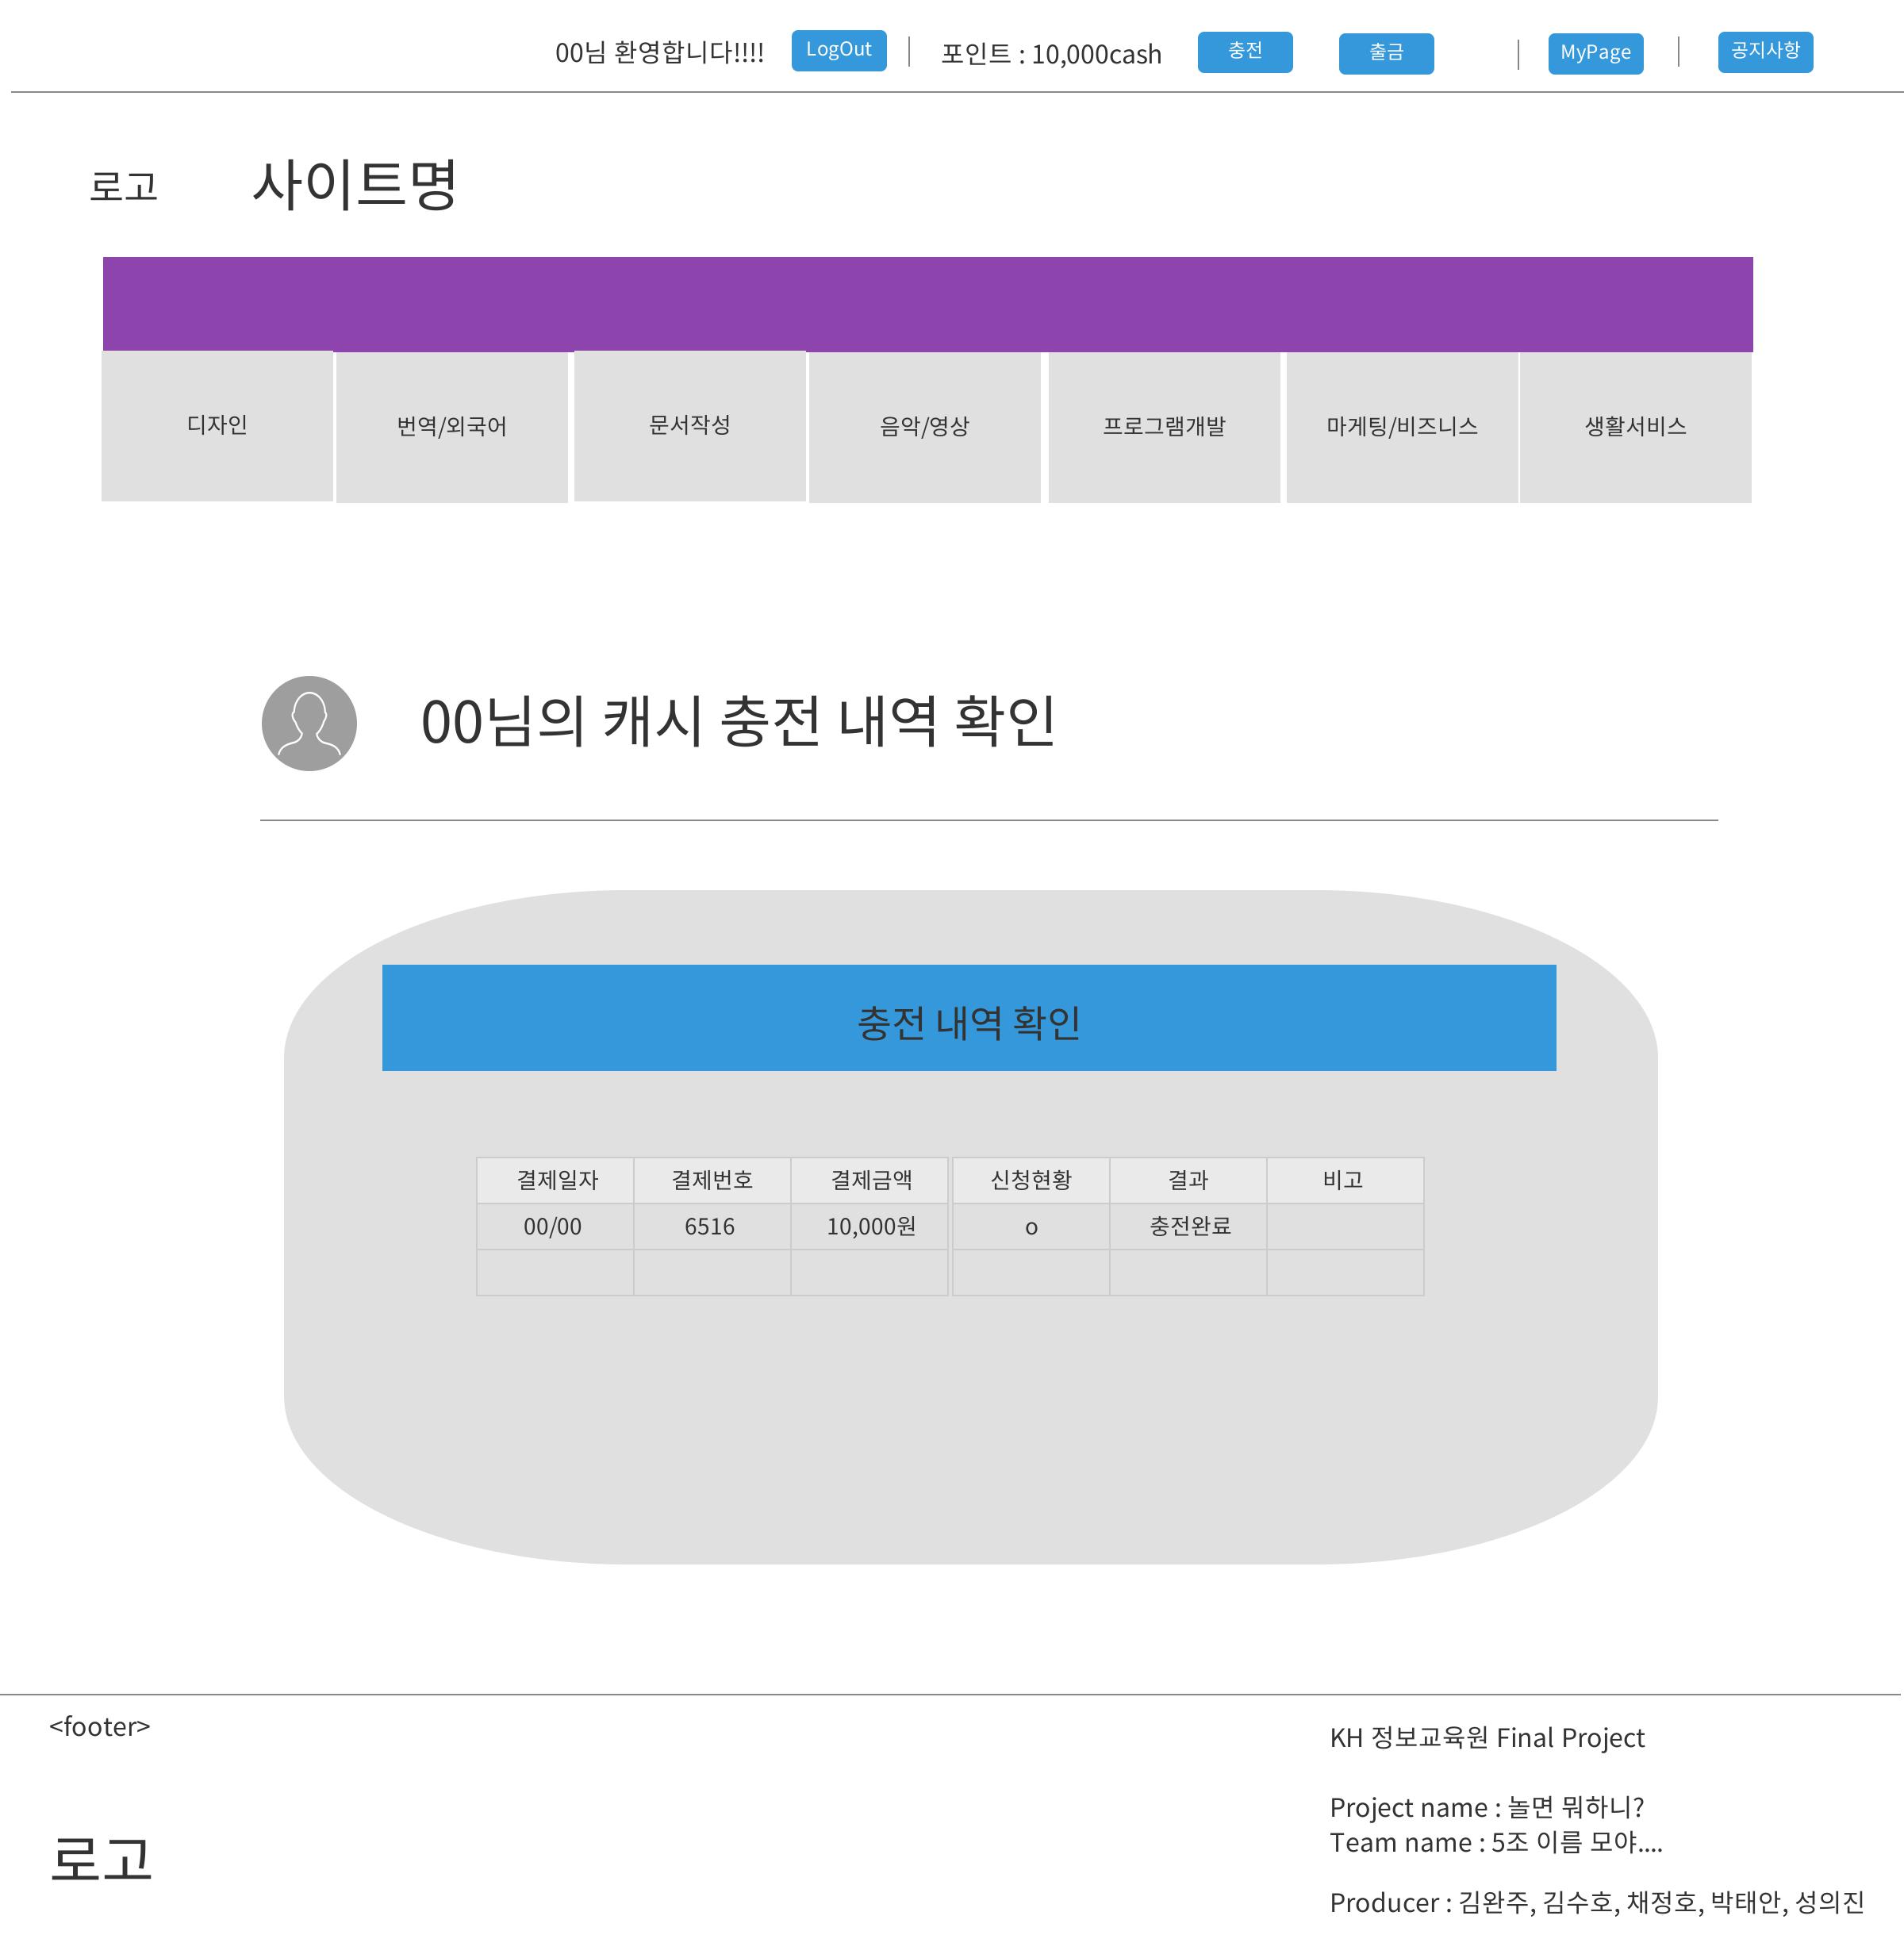 00님 환영합니다!!!! LogOut 포인트 : 10,000cash 충전 출금 MyPage 공지사항
로고 사이트명
디자인 번역/외국어 문서작성 음악/영상 프로그램개발 마게팅/비즈니스 생활서비스
00님의 캐시 충전 내역 확인
충전 내역 확인
결제일자 결제번호 결제금액 신청현황 결과 비고
00/00 6516 10,000원 o 충전완료
<footer>
KH 정보교육원 Final Project
Project name : 놀면 뭐하니?
Team name : 5조 이름 모야....
로고
Producer : 김완주, 김수호, 채정호, 박태안, 성의진